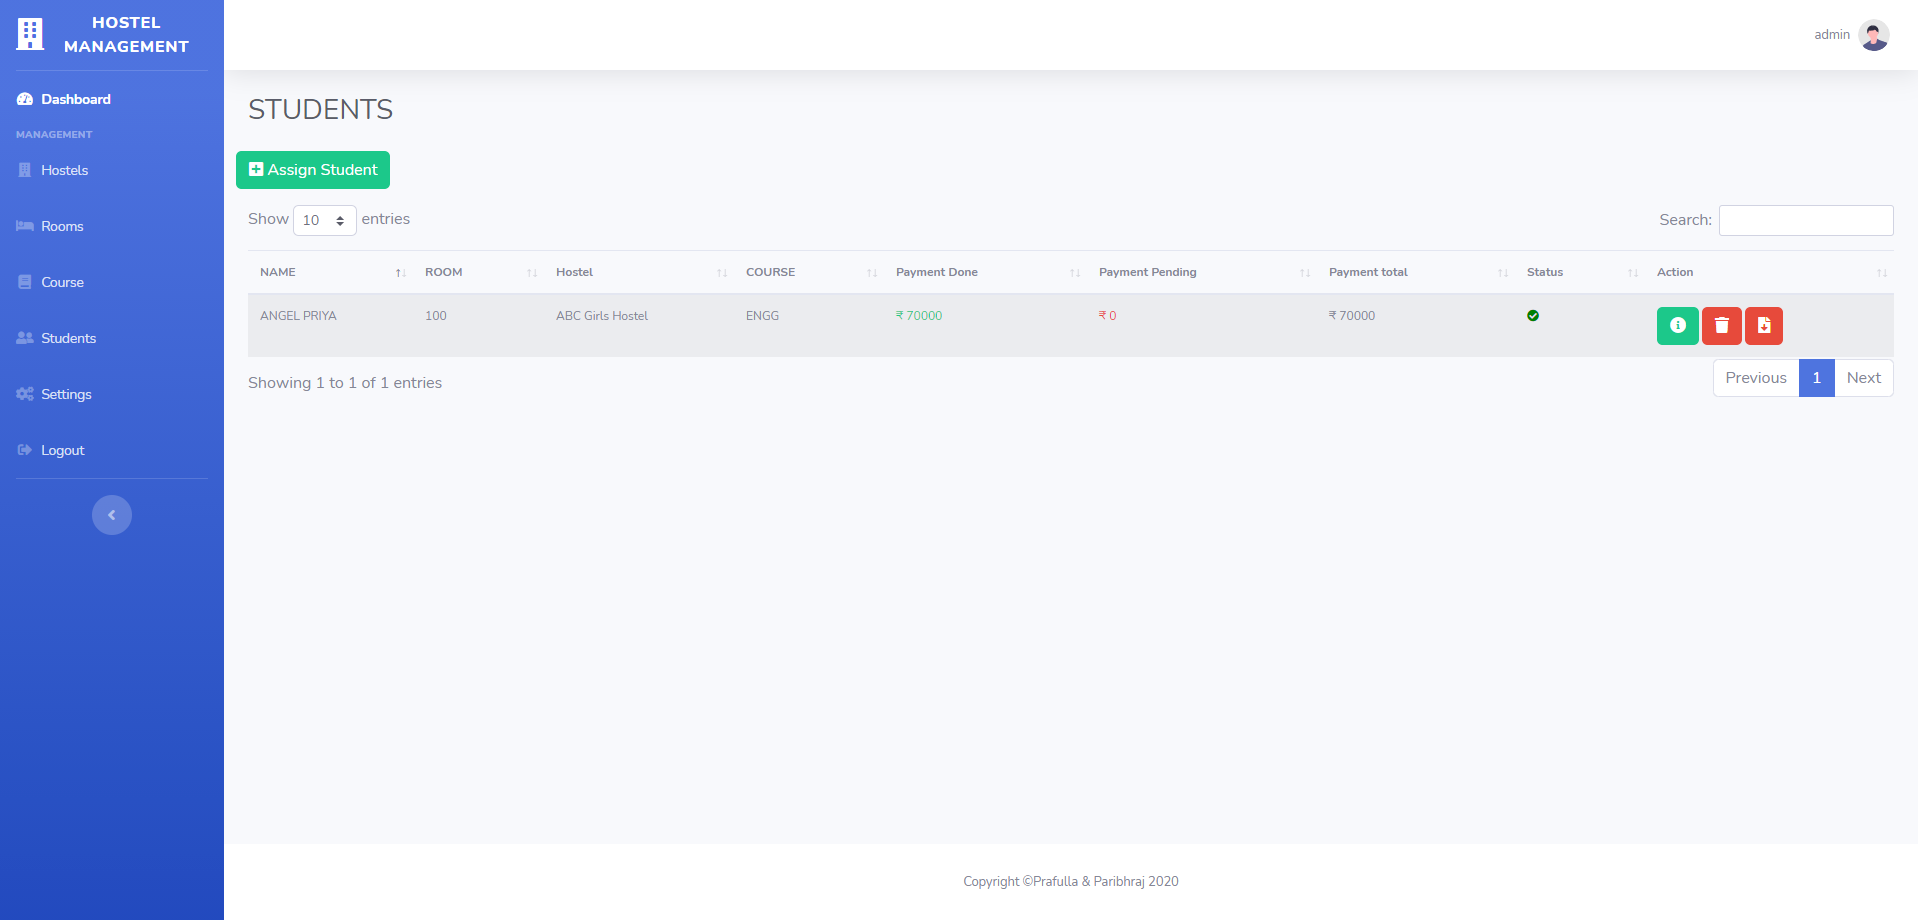 HOSTEL
MANAGEMENT
admin
Dashboard
MANAGEMENT
Hostels
Rooms
Course
Students
Settings
Logout
STUDENTS
Assign Student
Show 10 entries
Search:
NAME ROOM Hostel COURSE Payment Done Payment Pending Payment total Status Action
ANGEL PRIYA 100 ABC Girls Hostel ENGG ₹ 70000 ₹ 0 ₹ 70000
Showing 1 to 1 of 1 entries
Previous 1 Next
Copyright ©Prafulla & Paribhraj 2020